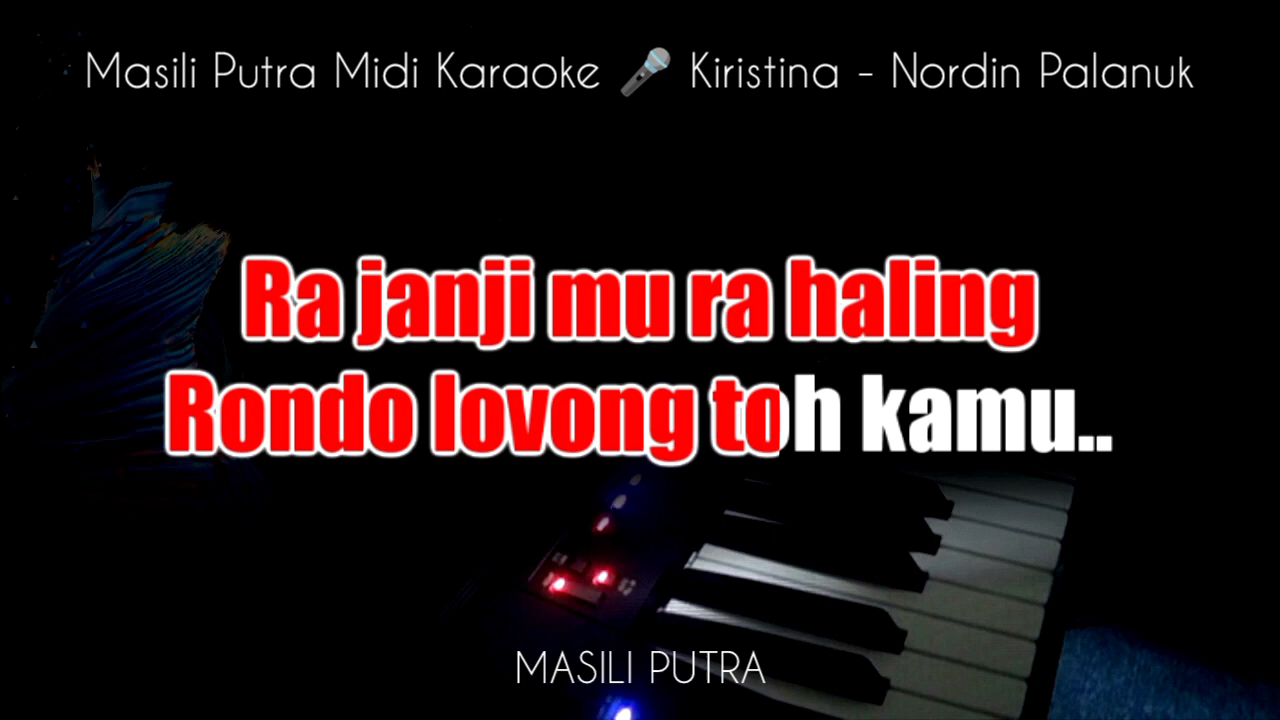 Masili Putra Midi Karaoke 🎤 Kiristina - Nordin Palanuk
Ra janji mu ra haling
Rondo lovong toh kamu..
MASILI PUTRA